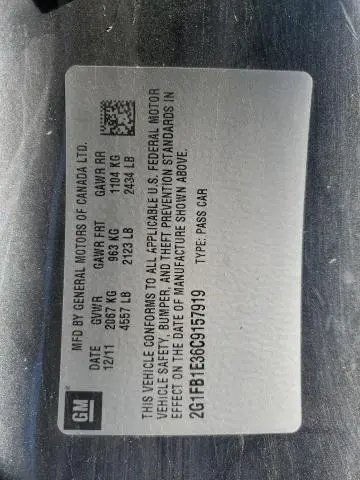 GM
MFD BY GENERAL MOTORS OF CANADA LTD.
DATE GVWR GAWR FRT GAWR RR
12/11 2067 KG 963 KG 1104 KG
4557 LB 2123 LB 2434 LB
THIS VEHICLE CONFORMS TO ALL APPLICABLE U.S. FEDERAL MOTOR
VEHICLE SAFETY, BUMPER, AND THEFT PREVENTION STANDARDS IN
EFFECT ON THE DATE OF MANUFACTURE SHOWN ABOVE.
2G1FB1E36C9157919 TYPE: PASS CAR